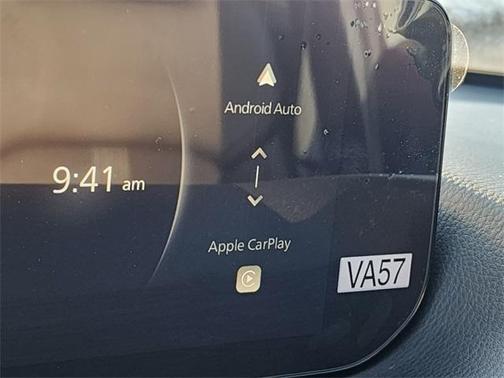 Android Auto
9:41 am
Apple CarPlay
VA57